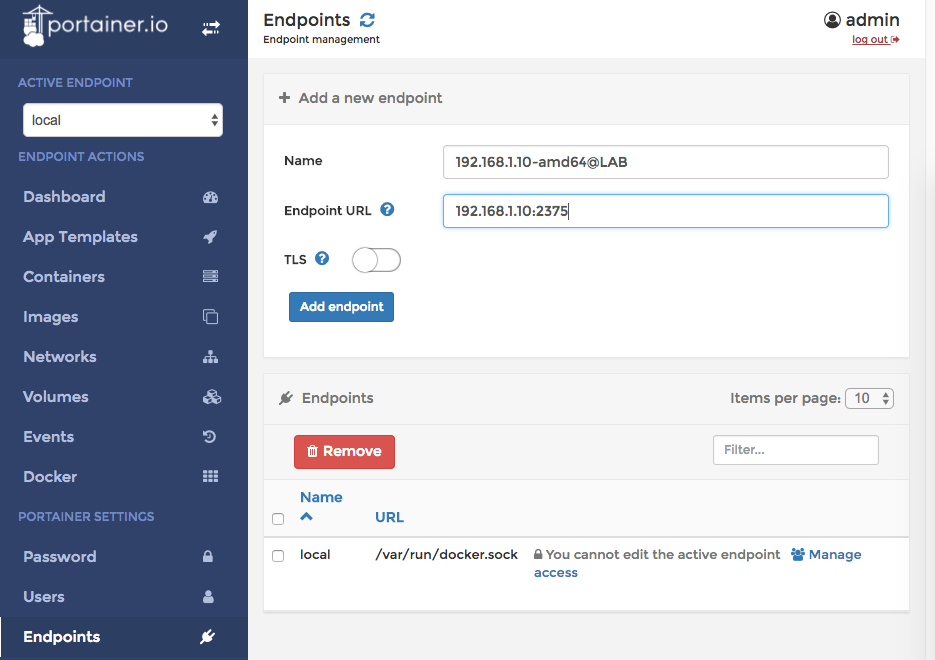 portainer.io
ACTIVE ENDPOINT
local
ENDPOINT ACTIONS
Dashboard
App Templates
Containers
Images
Networks
Volumes
Events
Docker
PORTAINER SETTINGS
Password
Users
Endpoints
Endpoints
Endpoint management
admin
log out
Add a new endpoint
Name
192.168.1.10-amd64@LAB
Endpoint URL
192.168.1.10:2375
TLS
Add endpoint
Endpoints
Items per page: 10
Remove
Filter...
Name
URL
local /var/run/docker.sock You cannot edit the active endpoint Manage
access